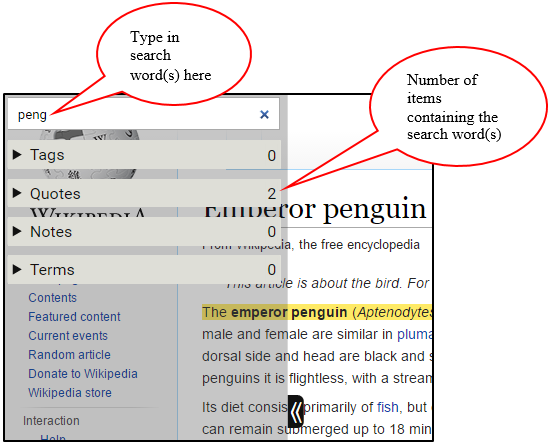 Type in
search
word(s) here
Number of
items
containing the
search word(s)
peng ×
Tags 0
Quotes 2
WIKIPEDIA
Notes 0
Terms 0
Contents
Featured content
Current events
Random article
Donate to Wikipedia
Wikipedia store
Interaction
Help
Emperor penguin
From Wikipedia, the free encyclopedia
This article is about the bird. For
The emperor penguin (Aptenodytes
male and female are similar in pluma
dorsal side and head are black and s
penguins it is flightless, with a stream
Its diet consis primarily of fish, but
can remain submerged up to 18 min